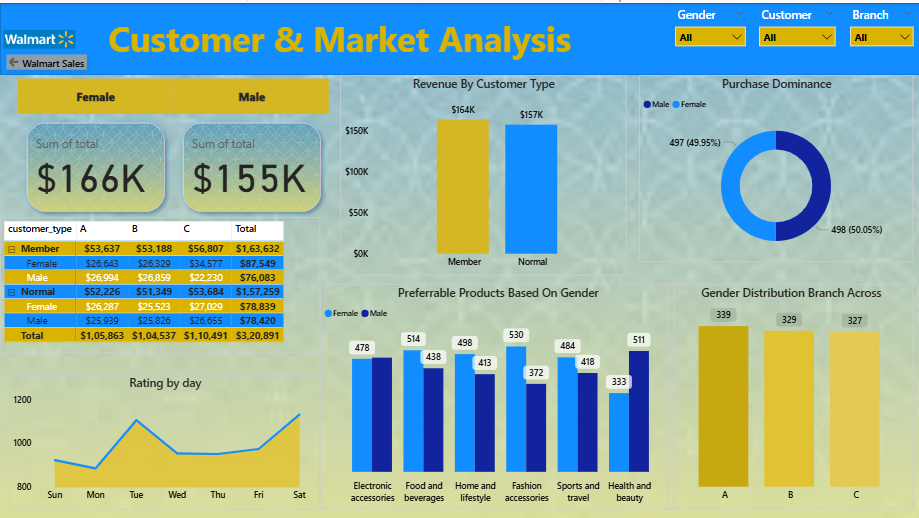 Walmart
Walmart Sales
Customer & Market Analysis
Gender
Customer
Branch
All
All
All
Female
Male
Sum of total
$166K
Sum of total
$155K
customer_type A B C Total
Member $53,637 $53,188 $56,807 $1,63,632
Female $26,643 $26,329 $34,577 $87,549
Male $26,994 $26,859 $22,230 $76,083
Normal $52,226 $51,349 $53,684 $1,57,259
Female $26,287 $25,523 $27,029 $78,839
Male $25,939 $25,826 $26,655 $78,420
Total $1,05,863 $1,04,537 $1,10,491 $3,20,891
Rating by day
1200
1000
800
Sun Mon Tue Wed Thu Fri Sat
Revenue By Customer Type
$164K
$157K
$150K
$100K
$50K
$0K
Member Normal
Purchase Dominance
Male Female
497 (49.95%)
498 (50.05%)
Preferrable Products Based On Gender
Female Male
478 514 438 498 413 530 372 484 418 333 511
Electronic accessories
Food and beverages
Home and lifestyle
Fashion accessories
Sports and travel
Health and beauty
Gender Distribution Branch Across
339 329 327
A B C